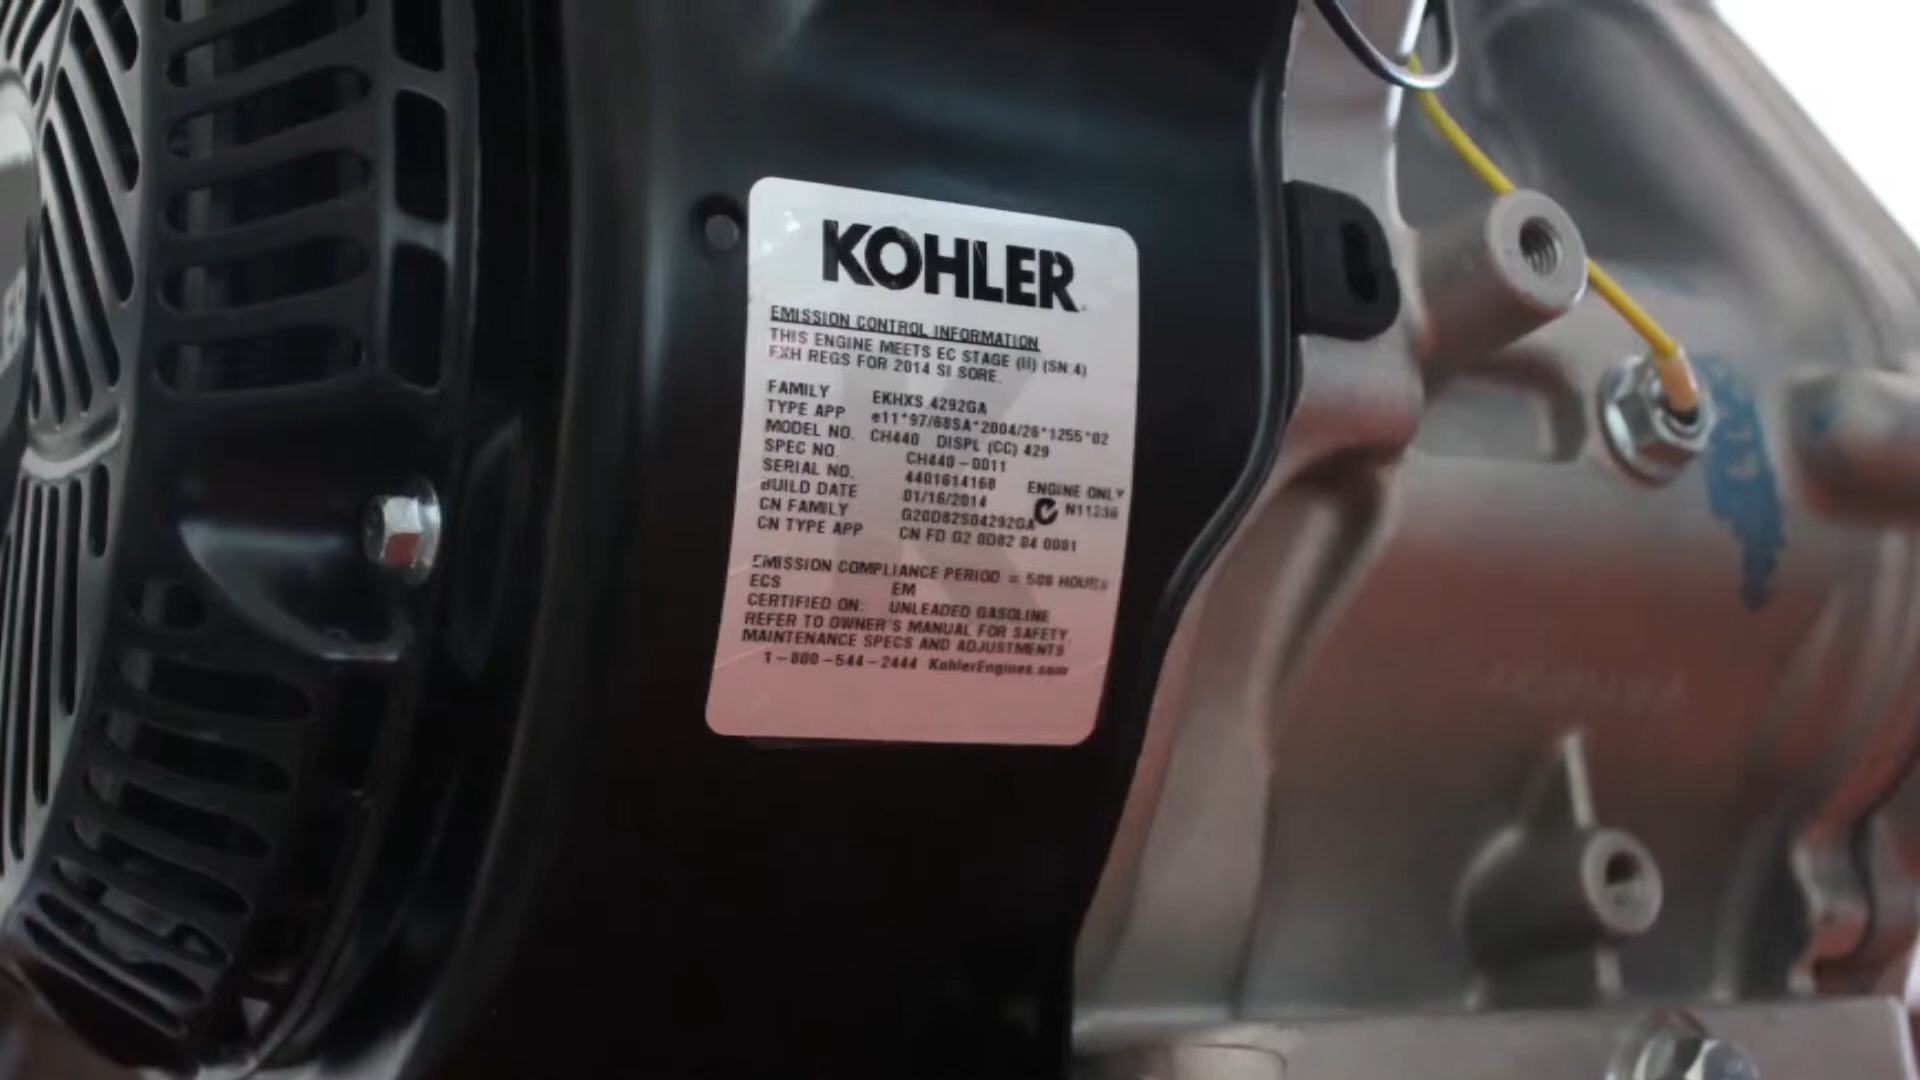 KOHLER
EMISSION CONTROL INFORMATION
THIS ENGINE MEETS EC STAGE (II) (SN:4)
EXH REGS FOR 2014 SI SORE.
FAMILY EKHXS.4292GA
TYPE APP e11*97/68SA*2004/26*1255*02
MODEL NO. CH440 DISPL (CC) 429
SPEC NO. CH440-0011
SERIAL NO. 4401614168
BUILD DATE 01/16/2014 ENGINE ONLY
CN FAMILY G20D82S04292GA N11236
CN TYPE APP CN FD G2 0D82 04 0001
EMISSION COMPLIANCE PERIOD = 500 HOURS
ECS EM
CERTIFIED ON: UNLEADED GASOLINE
REFER TO OWNER'S MANUAL FOR SAFETY,
MAINTENANCE SPECS AND ADJUSTMENTS
1-800-544-2444 KohlerEngines.com
ER